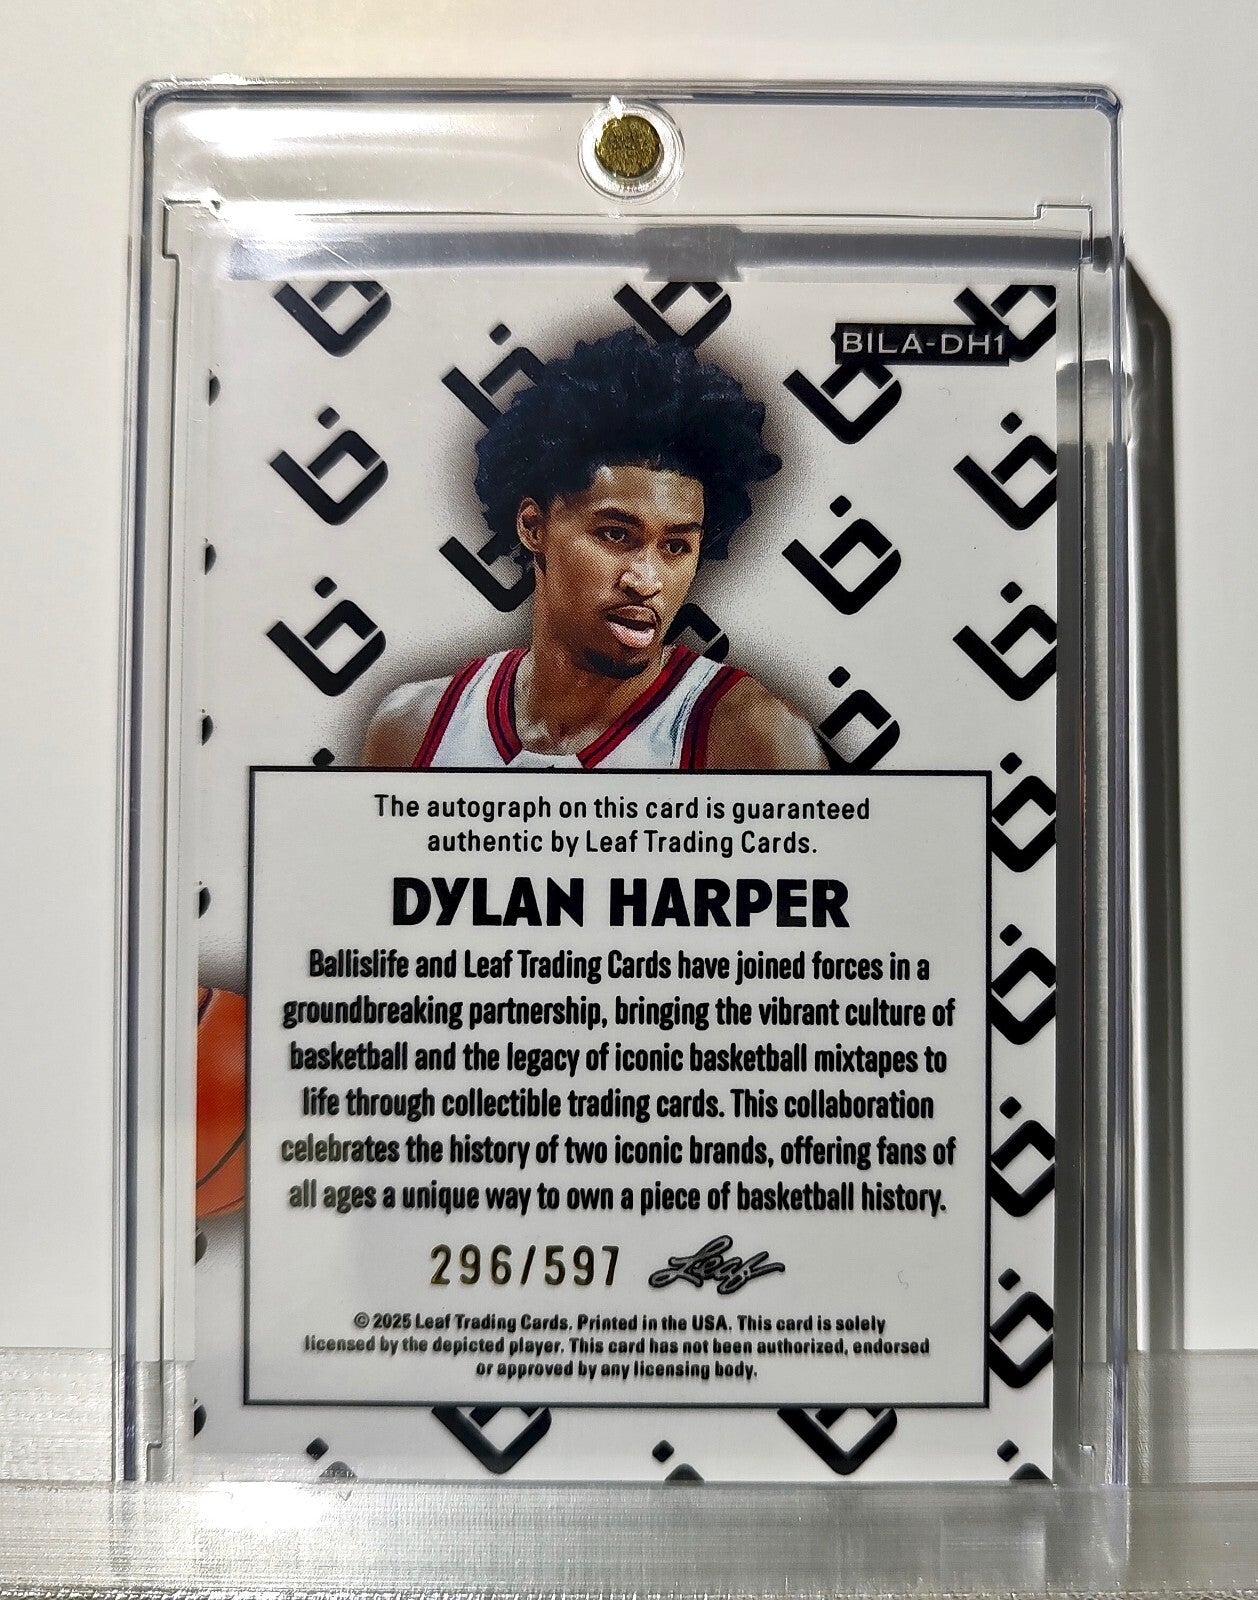 BILA-DH1
The autograph on this card is guaranteed
authentic by Leaf Trading Cards.
DYLAN HARPER
Ballislife and Leaf Trading Cards have joined forces in a
groundbreaking partnership, bringing the vibrant culture of
basketball and the legacy of iconic basketball mixtapes to
life through collectible trading cards. This collaboration
celebrates the history of two iconic brands, offering fans of
all ages a unique way to own a piece of basketball history.
296/597 Leaf
© 2025 Leaf Trading Cards. Printed in the USA. This card is solely
licensed by the depicted player. This card has not been authorized, endorsed
or approved by any licensing body.